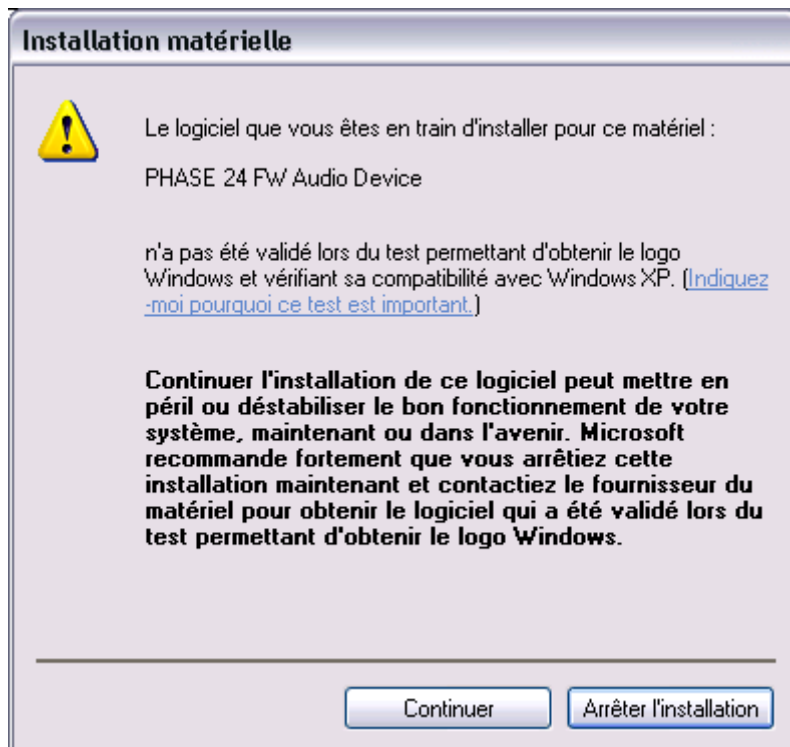 Installation matérielle
Le logiciel que vous êtes en train d'installer pour ce matériel :
PHASE 24 FW Audio Device
n'a pas été validé lors du test permettant d'obtenir le logo
Windows et vérifiant sa compatibilité avec Windows XP. (Indiquez
-moi pourquoi ce test est important.)
Continuer l'installation de ce logiciel peut mettre en
péril ou déstabiliser le bon fonctionnement de votre
système, maintenant ou dans l'avenir. Microsoft
recommande fortement que vous arrêtiez cette
installation maintenant et contactiez le fournisseur du
matériel pour obtenir le logiciel qui a été validé lors du
test permettant d'obtenir le logo Windows.
Continuer
Arrêter l'installation